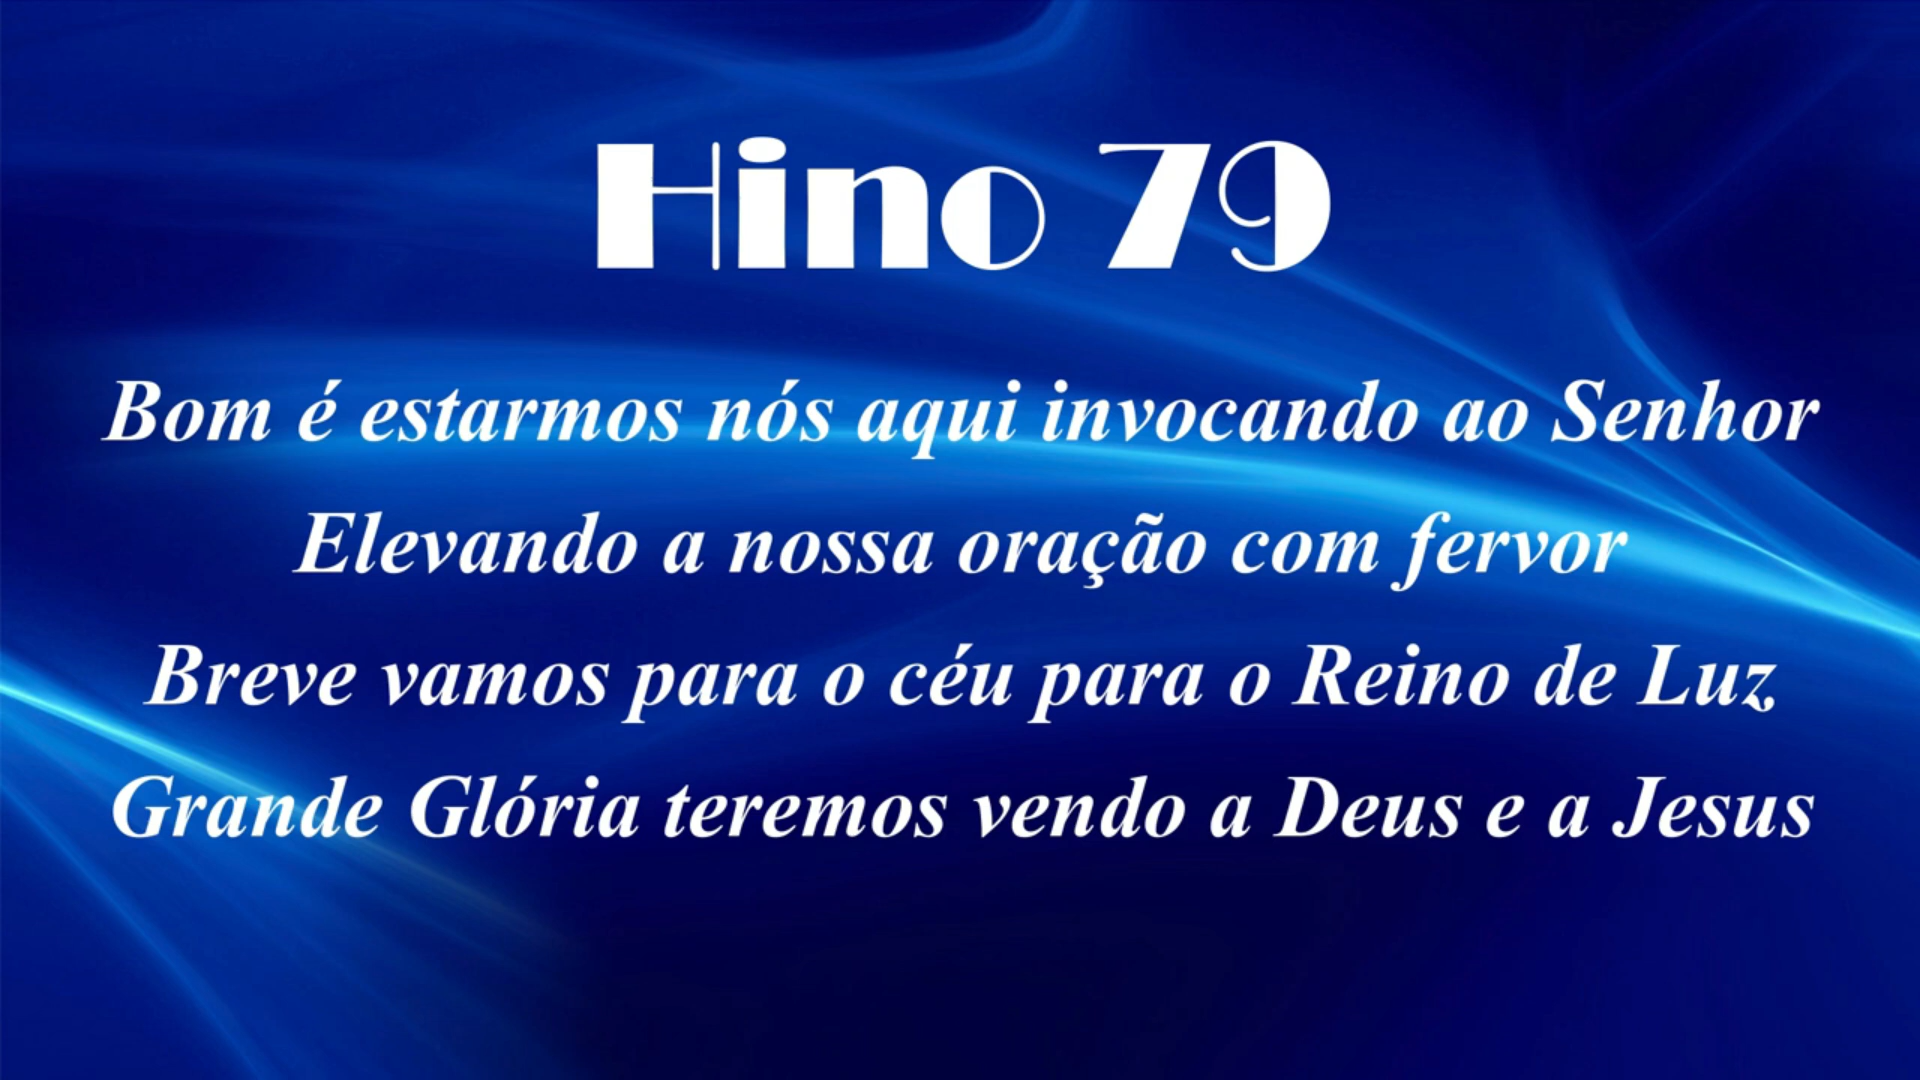 Hino 79
Bom é estarmos nós aqui invocando ao Senhor
Elevando a nossa oração com fervor
Breve vamos para o céu para o Reino de Luz
Grande Glória teremos vendo a Deus e a Jesus